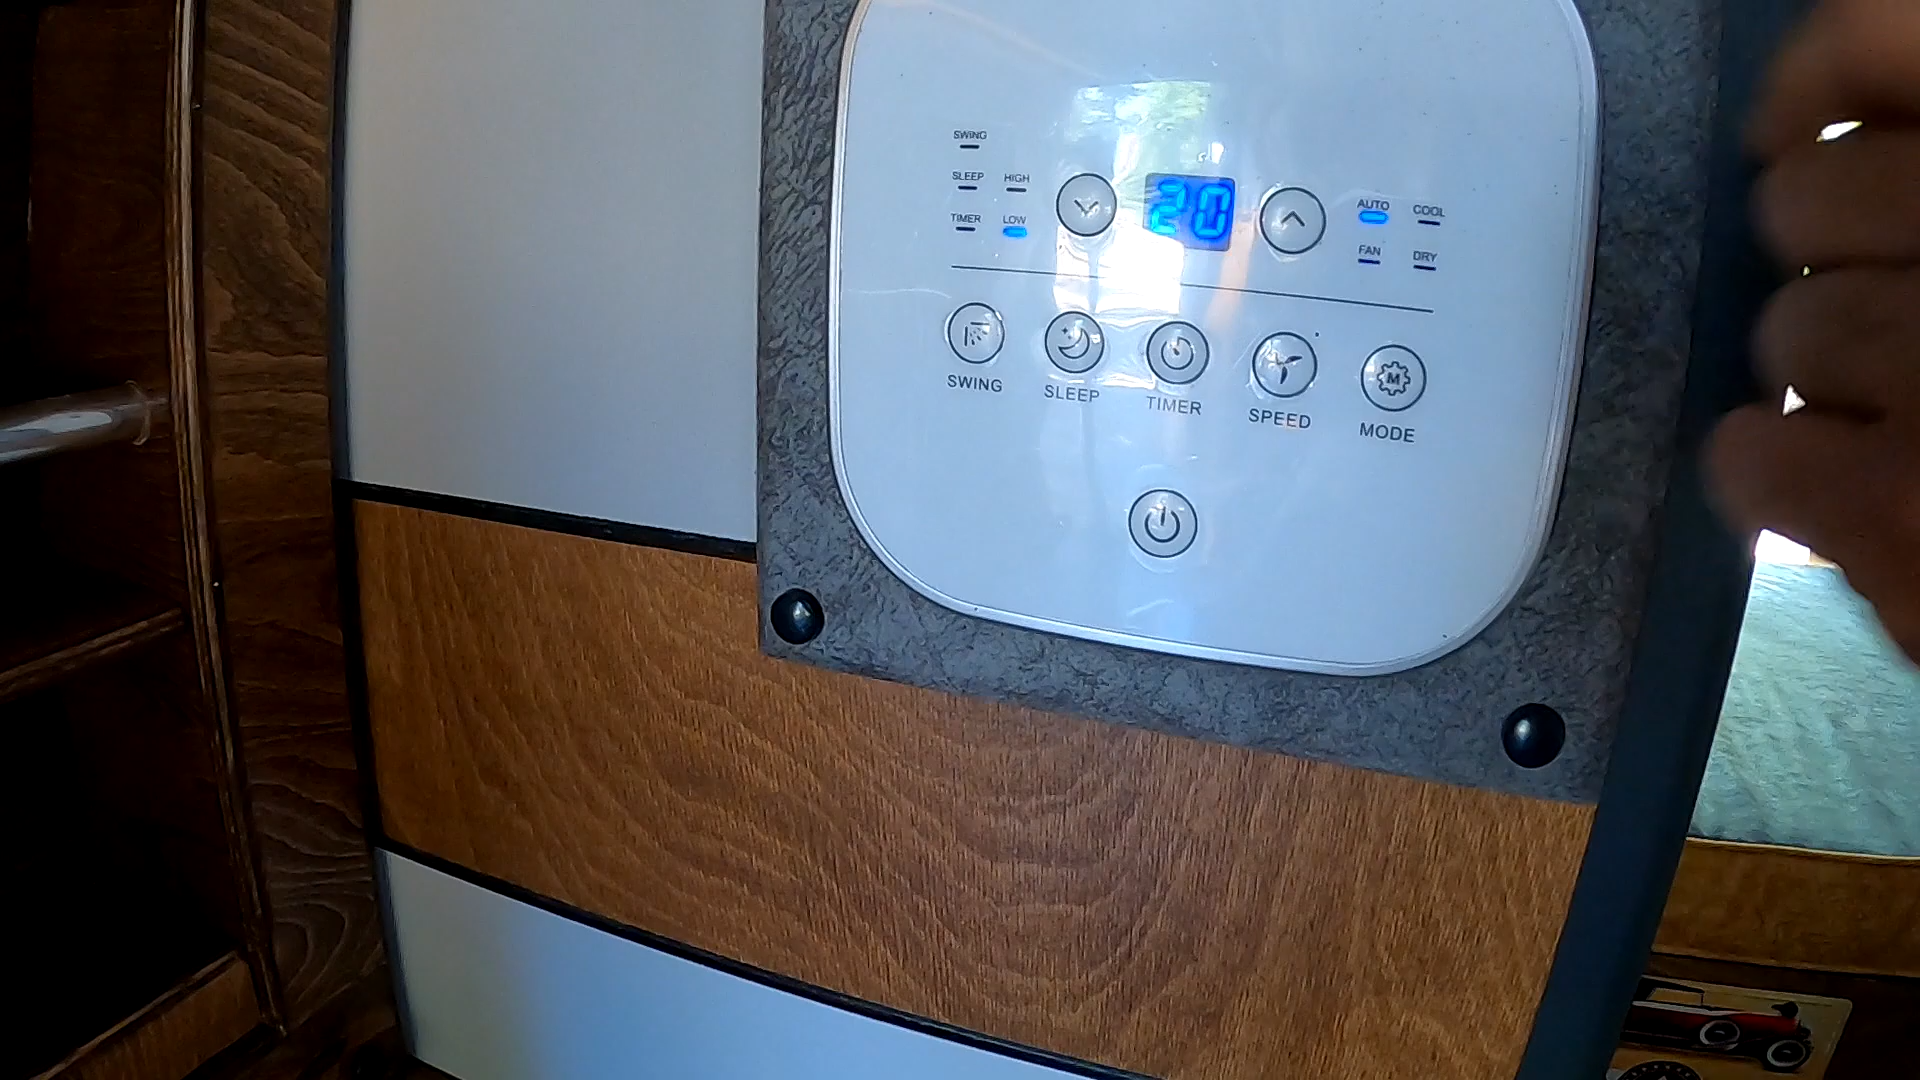 SWING
SLEEP HIGH
TIMER LOW
20
AUTO COOL
FAN DRY
SWING SLEEP TIMER SPEED MODE
M